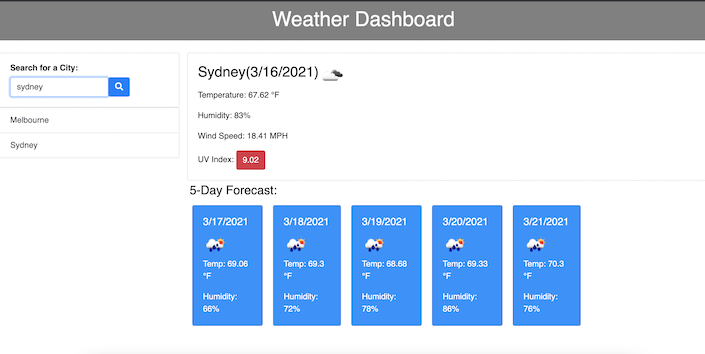 Weather Dashboard
Search for a City:
sydney
Melbourne
Sydney
Sydney(3/16/2021)
Temperature: 67.62 °F
Humidity: 83%
Wind Speed: 18.41 MPH
UV Index: 9.02
5-Day Forecast:
3/17/2021
Temp: 69.06
°F
Humidity:
66%
3/18/2021
Temp: 69.3
°F
Humidity:
72%
3/19/2021
Temp: 68.68
°F
Humidity:
78%
3/20/2021
Temp: 69.33
°F
Humidity:
86%
3/21/2021
Temp: 70.3
°F
Humidity:
76%